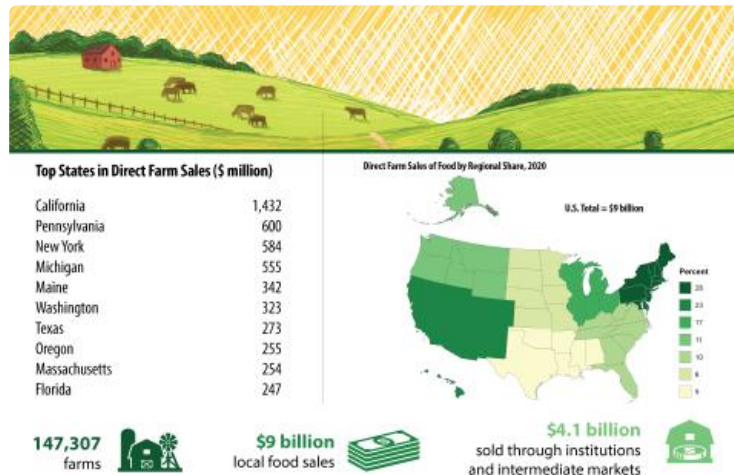 Top States in Direct Farm Sales ($ million)
California 1,432
Pennsylvania 600
New York 584
Michigan 555
Maine 342
Washington 323
Texas 273
Oregon 255
Massachusetts 254
Florida 247
Direct Farm Sales of Food by Regional Share, 2020
U.S. Total = $9 billion
Percent
23
17
11
10
147,307
farms
$9 billion
local food sales
$4.1 billion
sold through institutions
and intermediate markets